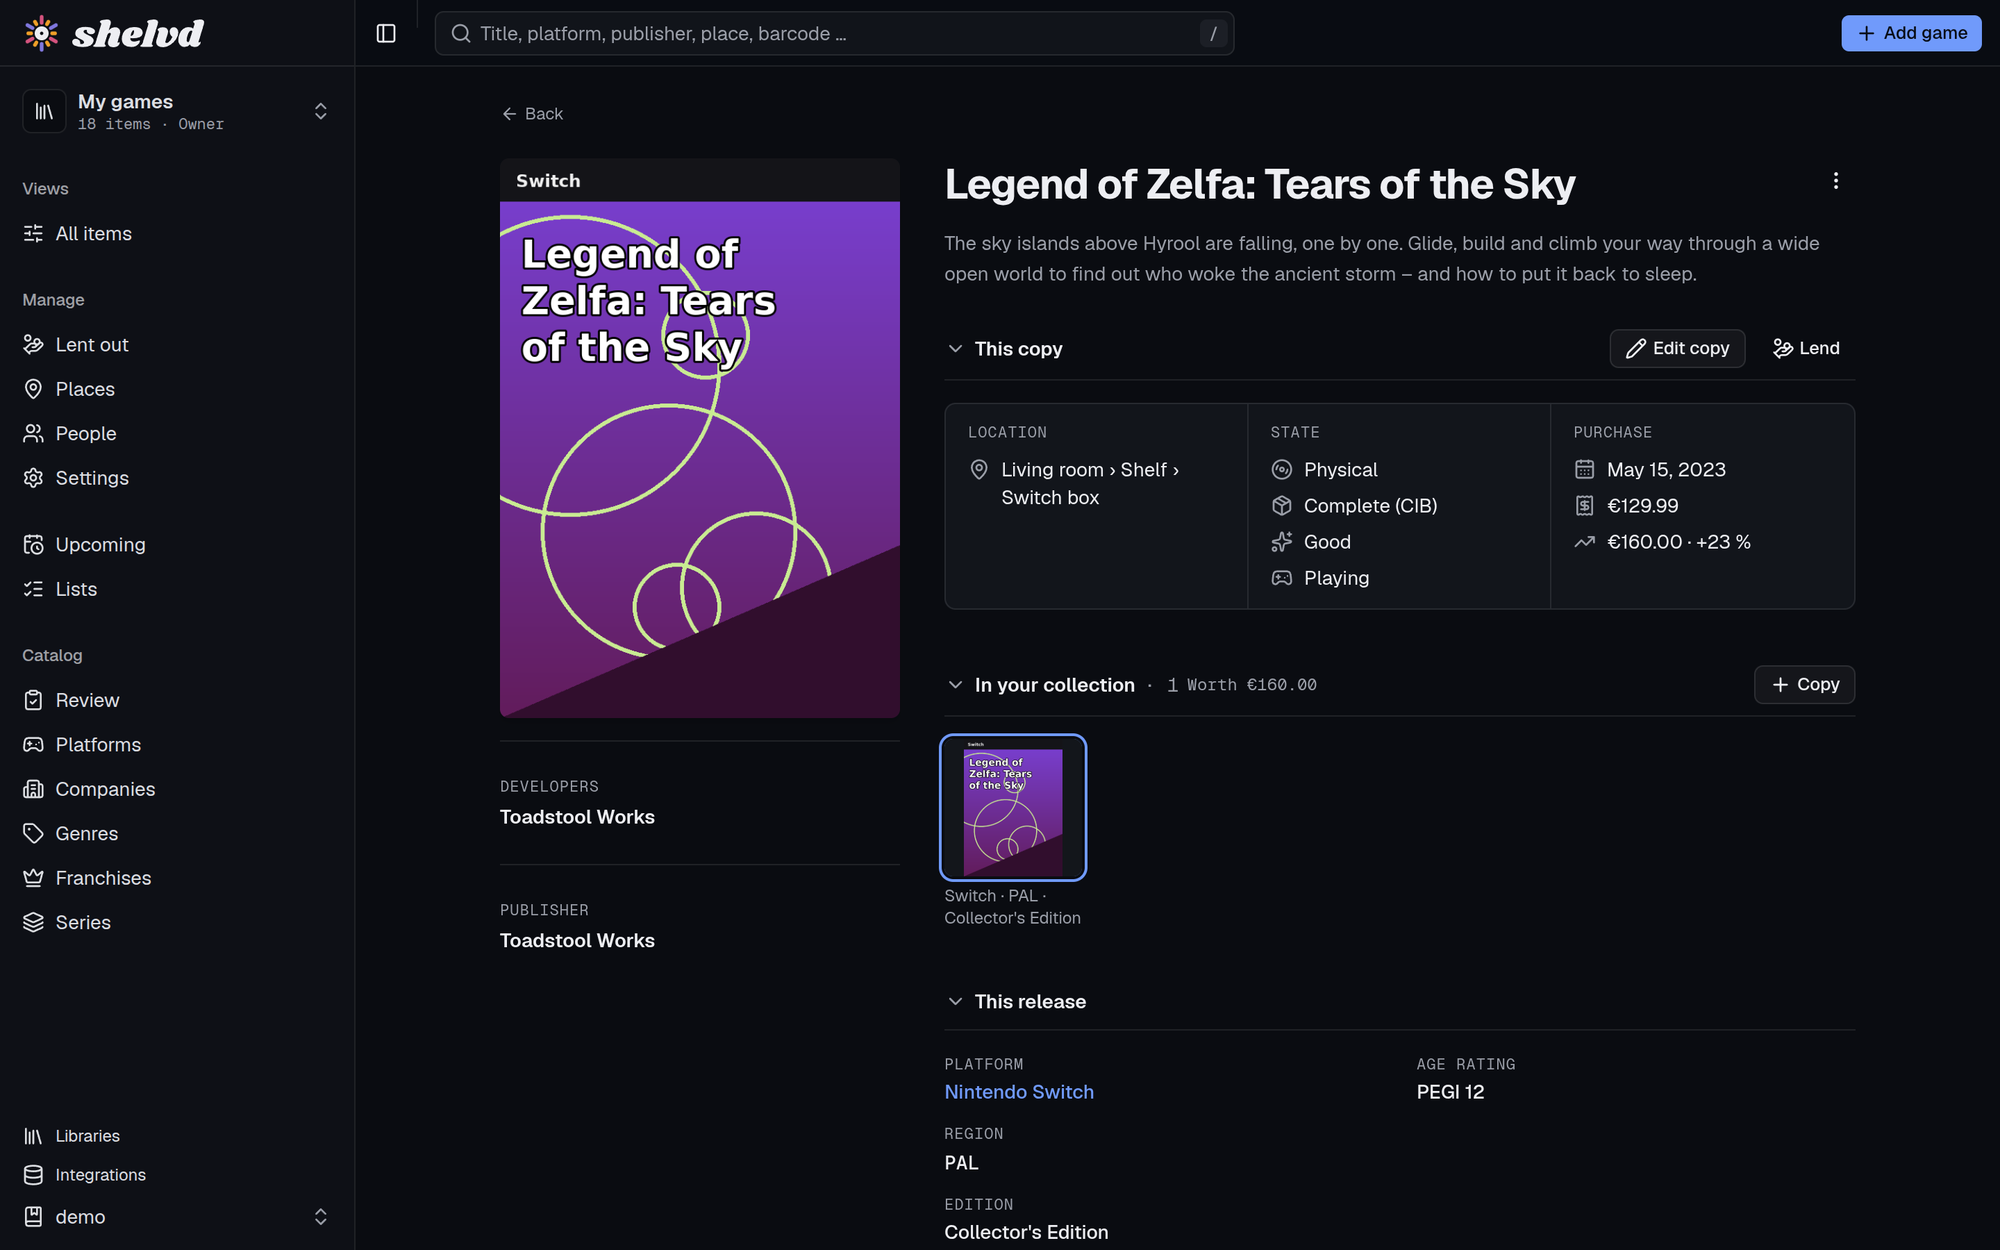 shelvd
Title, platform, publisher, place, barcode ...
/
Add game
My games
18 items · Owner
Views
All items
Manage
Lent out
Places
People
Settings
Upcoming
Lists
Catalog
Review
Platforms
Companies
Genres
Franchises
Series
Libraries
Integrations
demo
Back
Switch
Legend of
Zelfa: Tears
of the Sky
DEVELOPERS
Toadstool Works
PUBLISHER
Toadstool Works
Legend of Zelfa: Tears of the Sky
The sky islands above Hyrool are falling, one by one. Glide, build and climb your way through a wide
open world to find out who woke the ancient storm – and how to put it back to sleep.
This copy
Edit copy
Lend
LOCATION
Living room › Shelf ›
Switch box
STATE
Physical
Complete (CIB)
Good
Playing
PURCHASE
May 15, 2023
€129.99
€160.00 · +23 %
In your collection · 1 Worth €160.00
Copy
Switch
Legend of
Zelfa: Tears
of the Sky
Switch · PAL ·
Collector's Edition
This release
PLATFORM
Nintendo Switch
AGE RATING
PEGI 12
REGION
PAL
EDITION
Collector's Edition